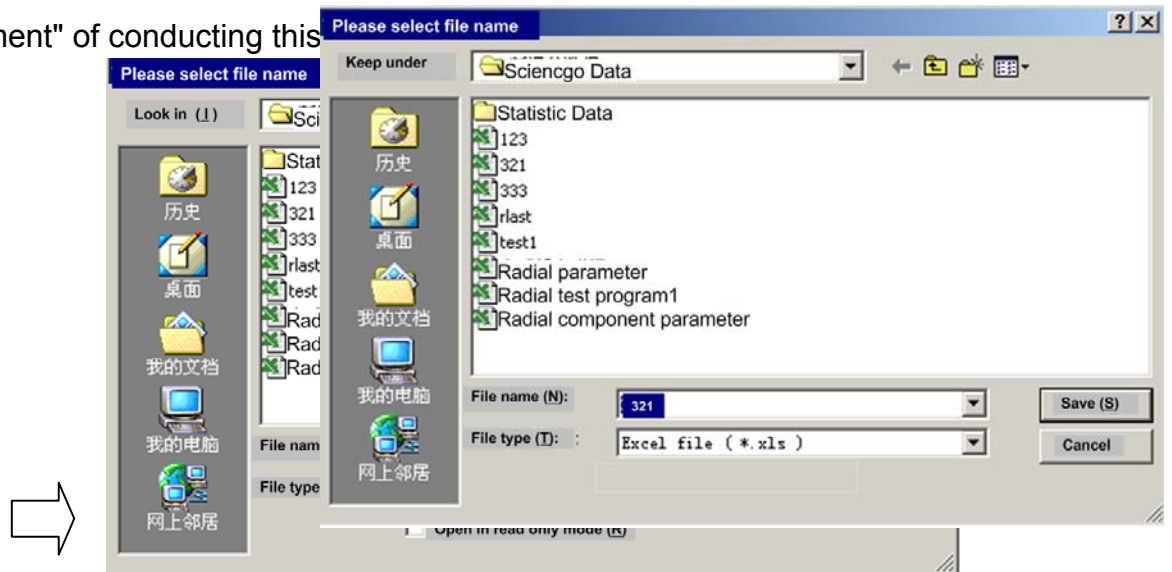 nent" of conducting this
Please select file name
Look in (I)
Sci
Stat
123
321
333
rlast
test
Rad
Rad
Rad
历史
桌面
我的文档
我的电脑
网上邻居
File nam
File type
Open in read only mode (R)
Please select file name
Keep under
Sciencgo Data
Statistic Data
123
321
333
rlast
test1
Radial parameter
Radial test program1
Radial component parameter
历史
桌面
我的文档
我的电脑
网上邻居
File name (N):
321
Save (S)
File type (T): :
Excel file ( *.xls )
Cancel